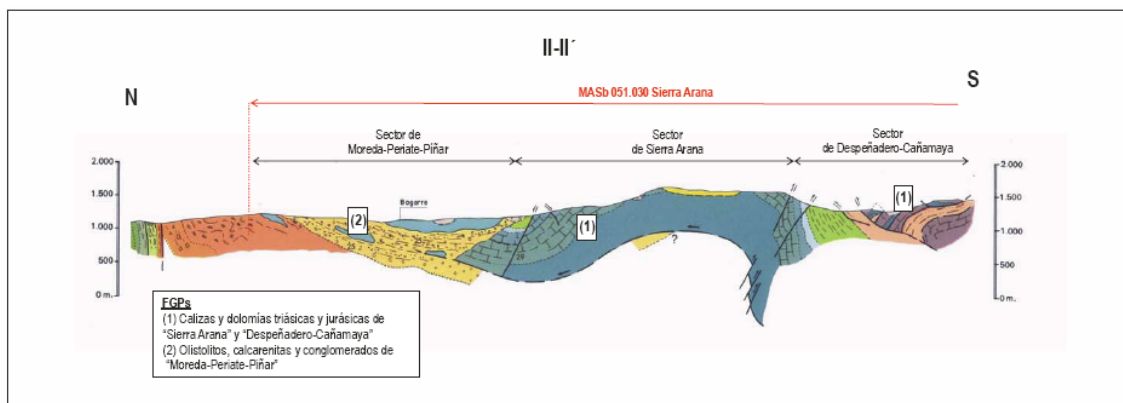 II-II´
N
S
MASb 051.030 Sierra Arana
Sector de
Moreda-Periate-Piñar
Sector
de Sierra Arana
Sector
de Despeñadero-Cañamaya
2.000
1.500
1.000
500
0 m.
Bogarre
(2)
(1)
(1)
?
2.000
1.500
1.000
500
0 m.
FGPs
(1) Calizas y dolomías triásicas y jurásicas de
“Sierra Arana” y “Despeñadero-Cañamaya”
(2) Olistolitos, calcarenitas y conglomerados de
“Moreda-Periate-Piñar”